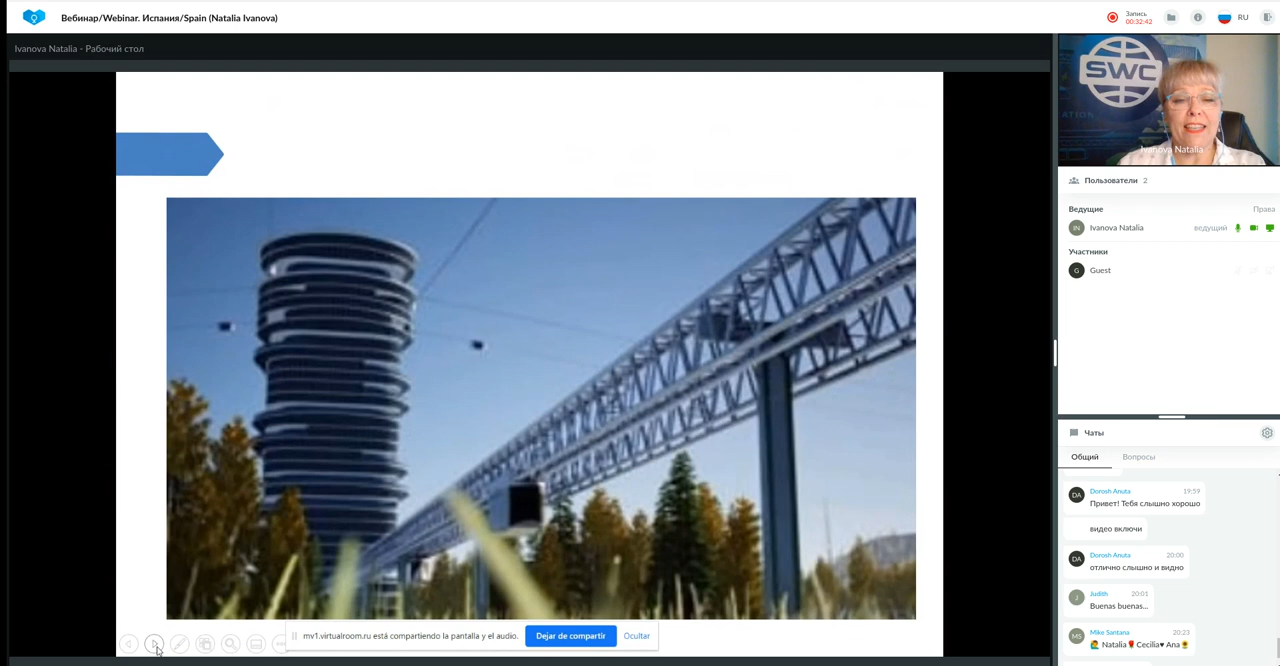 Вебинар/Webinar. Испания/Spain (Natalia Ivanova)
Запись
00:32:42
RU
Ivanova Natalia - Рабочий стол
SWC
Ivanova Natalia
Пользователи 2
Ведущие Права
IN Ivanova Natalia ведущий
Участники
G Guest
Чаты
Общий Вопросы
DA Dorosh Anuta 19:59
Привет! Тебя слышно хорошо
видео включи
DA Dorosh Anuta 20:00
отлично слышно и видно
J Judith 20:01
Buenas buenas...
MS Mike Santana 20:23
🙋‍♂️ Natalia🌹Cecilia♥ Ana🌻
mv1.virtualroom.ru está compartiendo la pantalla y el audio. Dejar de compartir Ocultar